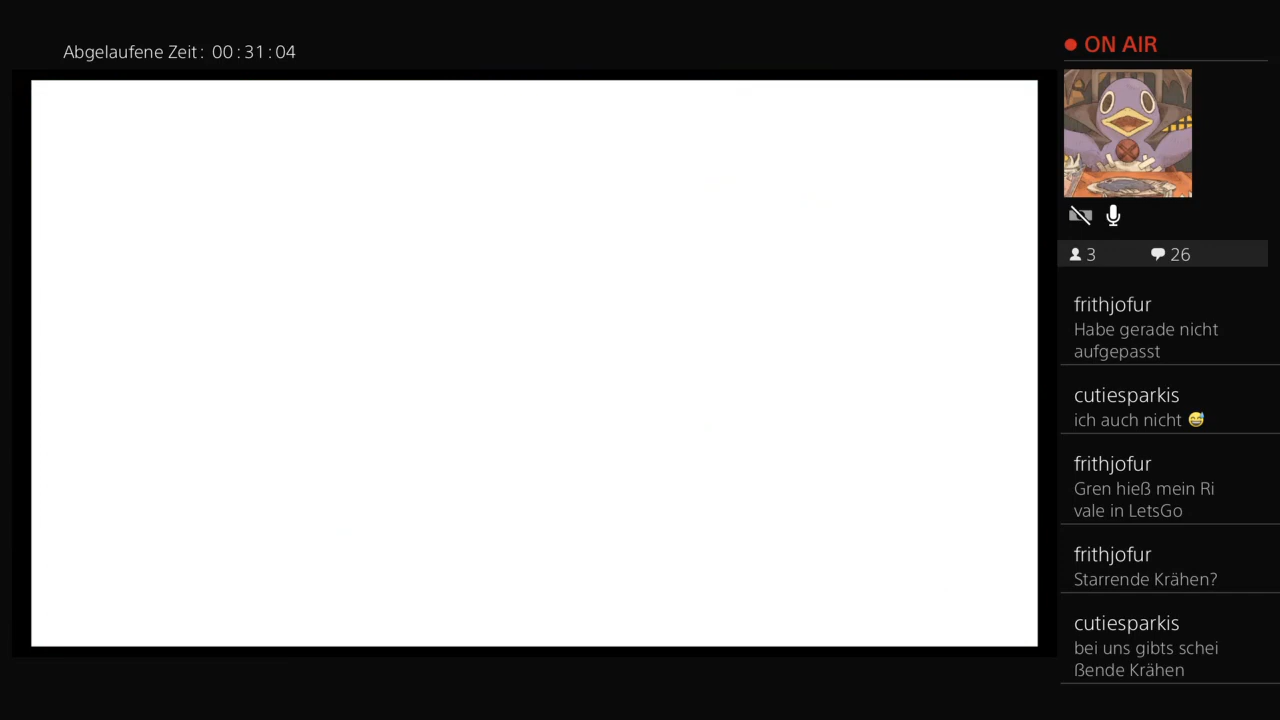 Abgelaufene Zeit: 00:31:04
ON AIR
3 26
frithjofur
Habe gerade nicht
aufgepasst
cutiesparkis
ich auch nicht 😅
frithjofur
Gren hieß mein Ri
vale in LetsGo
frithjofur
Starrende Krähen?
cutiesparkis
bei uns gibts schei
ßende Krähen